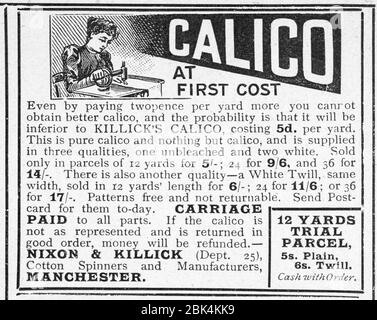 CALICO
AT
FIRST COST
Even by paying twopence per yard more you cannot
obtain better calico, and the probability is that it will be
inferior to KILLICK'S CALICO, costing 5d. per yard.
This is pure calico and nothing but calico, and is supplied
in three qualities, one unbleached and two white. Sold
only in parcels of 12 yards for 5/-; 24 for 9/6, and 36 for
14/-. There is also another quality—a White Twill, same
width, sold in 12 yards' length for 6/-; 24 for 11/6; or 36
for 17/-. Patterns free and not returnable. Send Post-
card for them to-day. CARRIAGE
PAID to all parts. If the calico is
not as represented and is returned in
good order, money will be refunded.—
NIXON & KILLICK (Dept. 25),
Cotton Spinners and Manufacturers,
MANCHESTER.
12 YARDS
TRIAL
PARCEL,
5s. Plain,
6s. Twill.
Cash with Order.
alamy
Image ID: 2BK4KK9
www.alamy.com